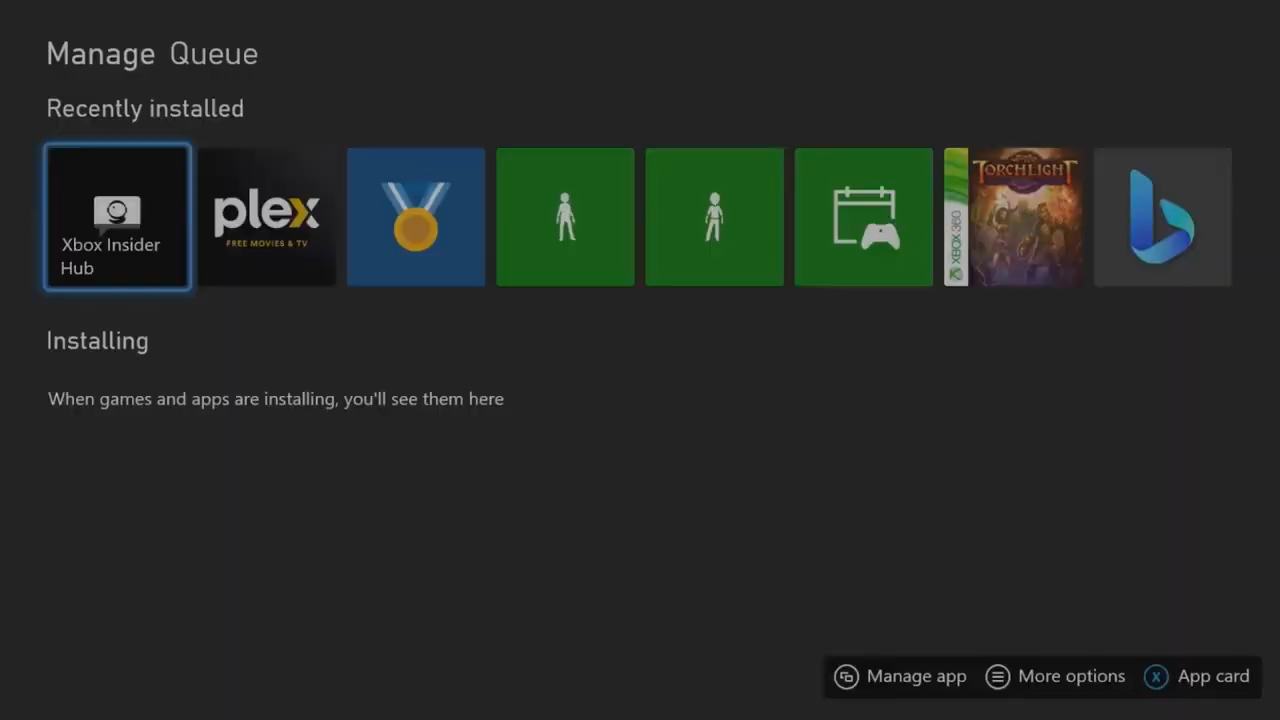 Manage Queue
Recently installed
Xbox Insider
Hub
plex
FREE MOVIES & TV
XBOX 360
TORCHLIGHT
Installing
When games and apps are installing, you'll see them here
Manage app
More options
X
App card